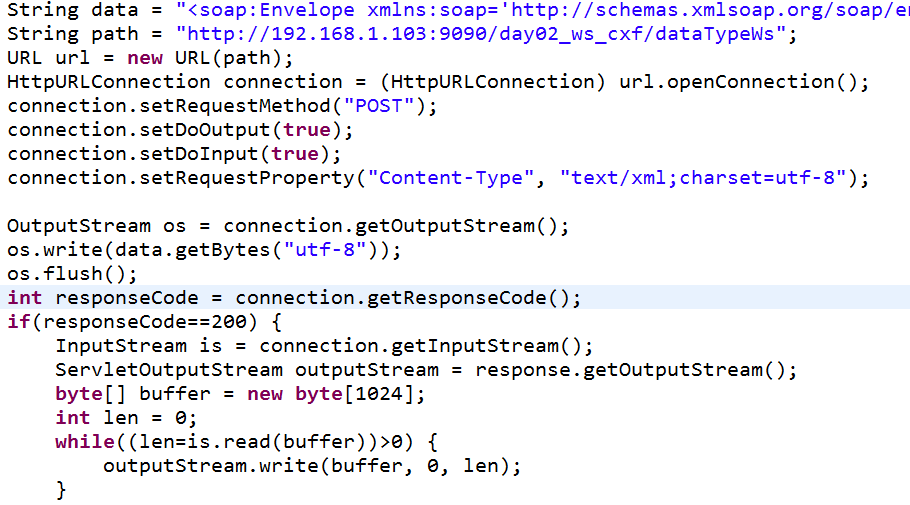 String data = "<soap:Envelope xmlns:soap='http://schemas.xmlsoap.org/soap/en
String path = "http://192.168.1.103:9090/day02_ws_cxf/dataTypeWs";
URL url = new URL(path);
HttpURLConnection connection = (HttpURLConnection) url.openConnection();
connection.setRequestMethod("POST");
connection.setDoOutput(true);
connection.setDoInput(true);
connection.setRequestProperty("Content-Type", "text/xml;charset=utf-8");
OutputStream os = connection.getOutputStream();
os.write(data.getBytes("utf-8"));
os.flush();
int responseCode = connection.getResponseCode();
if(responseCode==200) {
InputStream is = connection.getInputStream();
ServletOutputStream outputStream = response.getOutputStream();
byte[] buffer = new byte[1024];
int len = 0;
while((len=is.read(buffer))>0) {
outputStream.write(buffer, 0, len);
}